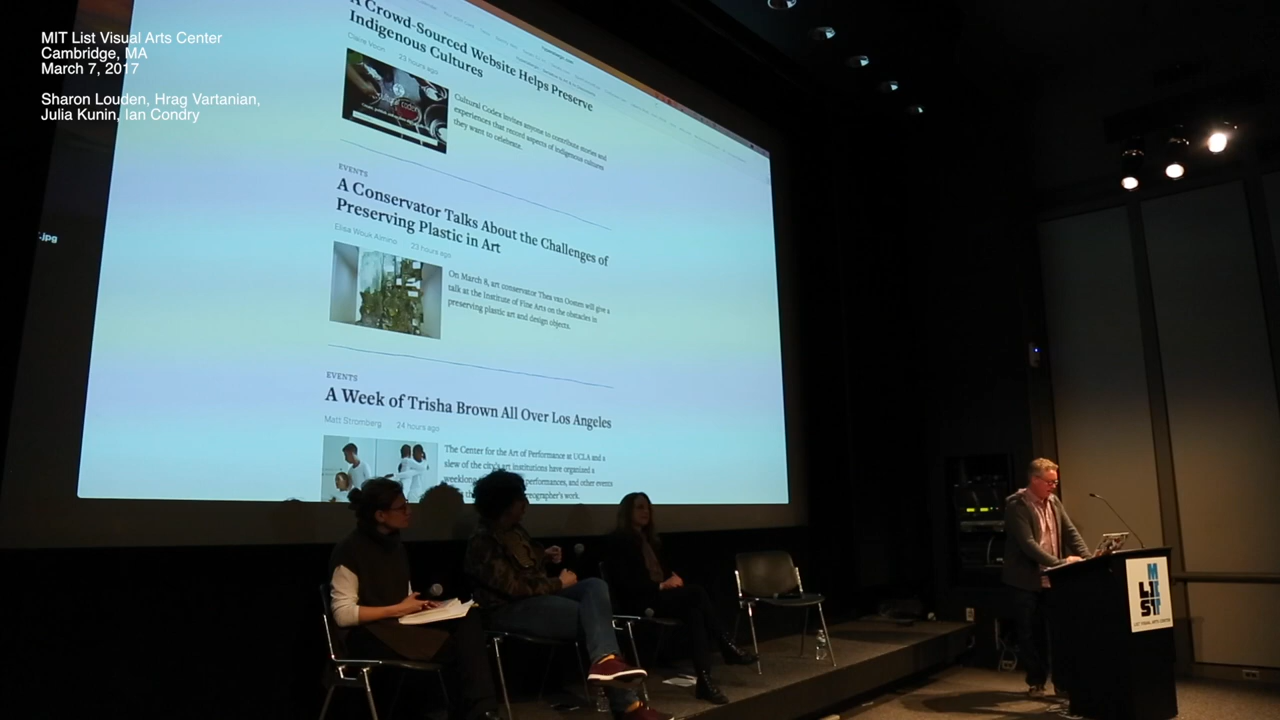 MIT List Visual Arts Center
Cambridge, MA
March 7, 2017
Sharon Louden, Hrag Vartanian,
Julia Kunin, Ian Condry
A Crowd-Sourced Website Helps Preserve
Indigenous Cultures
Claire Voon 23 hours ago
Cultural Codex invites anyone to contribute stories and
experiences that record aspects of indigenous cultures
they want to celebrate.
EVENTS
A Conservator Talks About the Challenges of
Preserving Plastic in Art
Elisa Wouk Almino 23 hours ago
On March 8, art conservator Thea van Oosten will give a
talk at the Institute of Fine Arts on the obstacles in
preserving plastic art and design objects.
.jpg
EVENTS
A Week of Trisha Brown All Over Los Angeles
Matt Stromberg 24 hours ago
The Center for the Art of Performance at UCLA and a
slew of the city's art institutions have organized a
performances, and other events
work.
M
LI
ST
LIST VISUAL ARTS CENTER